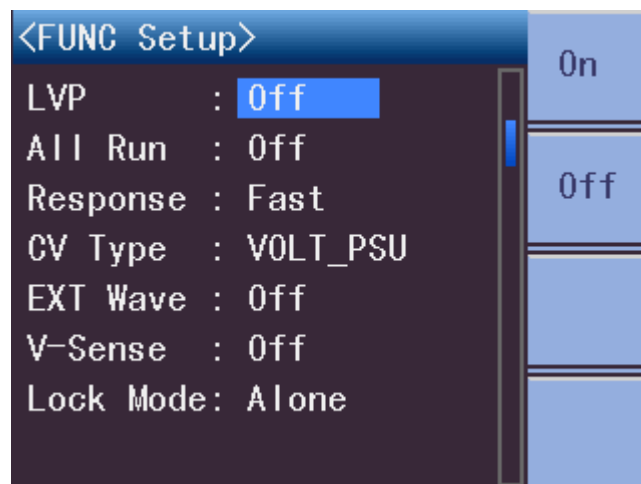 <FUNC Setup>
LVP : Off
All Run : Off
Response : Fast
CV Type : VOLT_PSU
EXT Wave : Off
V-Sense : Off
Lock Mode: Alone
On
Off